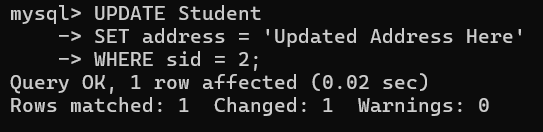 mysql> UPDATE Student
    -> SET address = 'Updated Address Here'
    -> WHERE sid = 2;
Query OK, 1 row affected (0.02 sec)
Rows matched: 1  Changed: 1  Warnings: 0